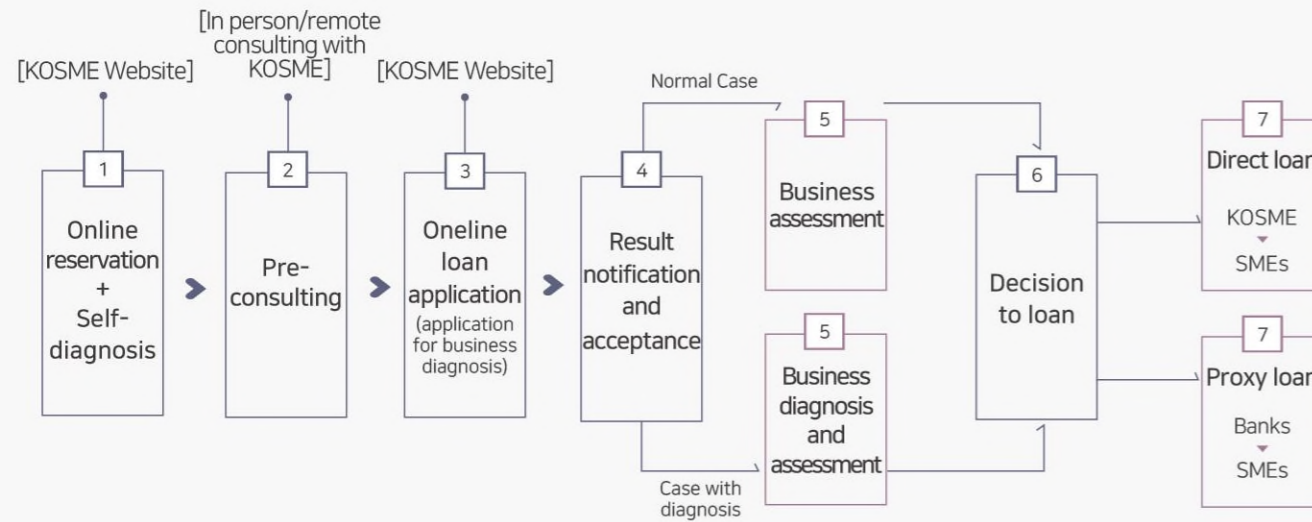 [KOSME Website]
[In person/remote
consulting with
KOSME]
[KOSME Website]
1
Online
reservation
+
Self-
diagnosis
2
Pre-
consulting
3
Oneline
loan
application
(application
for business
diagnosis)
4
Result
notification
and
acceptance
Normal Case
5
Business
assessment
Case with
diagnosis
5
Business
diagnosis
and
assessment
6
Decision
to loan
7
Direct loan
KOSME
SMEs
7
Proxy loan
Banks
SMEs